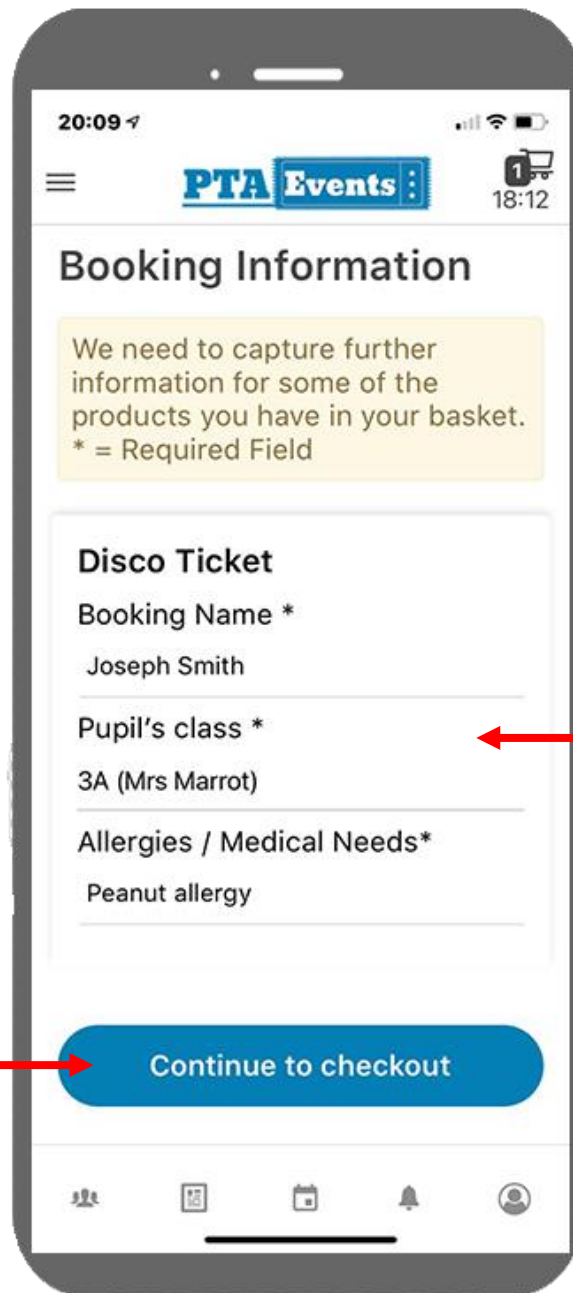 20:09
PTA Events
1
18:12
Booking Information
We need to capture further
information for some of the
products you have in your basket.
* = Required Field
Disco Ticket
Booking Name *
Joseph Smith
Pupil's class *
3A (Mrs Marrot)
Allergies / Medical Needs*
Peanut allergy
Continue to checkout